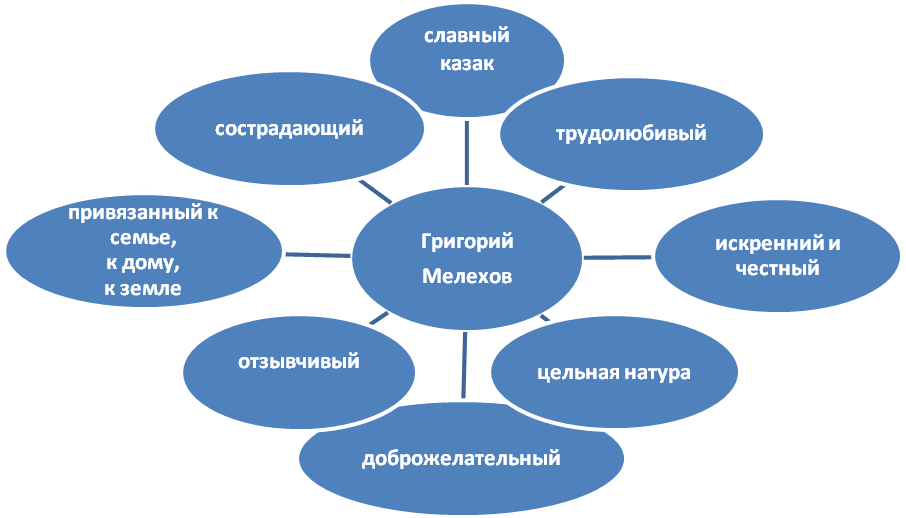 славный
казак
сострадающий
трудолюбивый
привязанный к
семье,
к дому,
к земле
Григорий
Мелехов
искренний и
честный
отзывчивый
цельная натура
доброжелательный